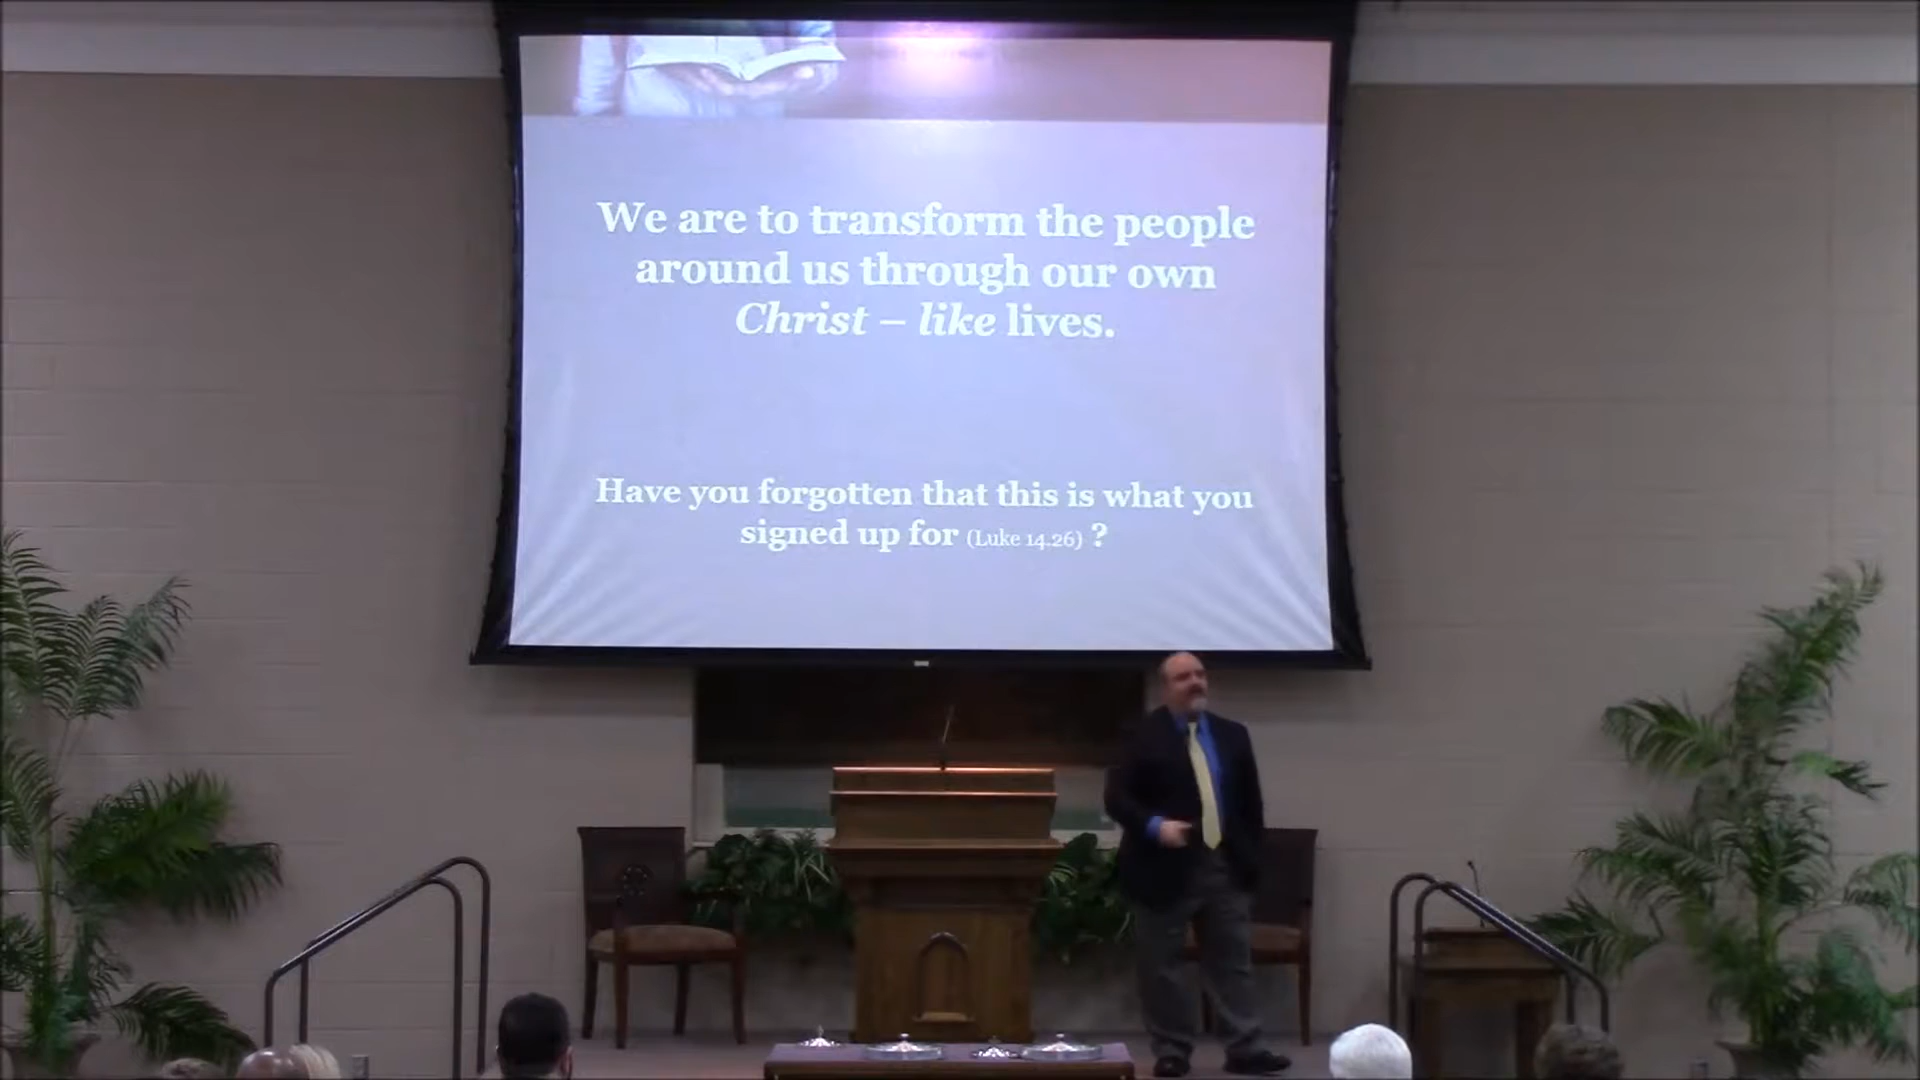 We are to transform the people
around us through our own
Christ – like lives.
Have you forgotten that this is what you
signed up for (Luke 14.26) ?